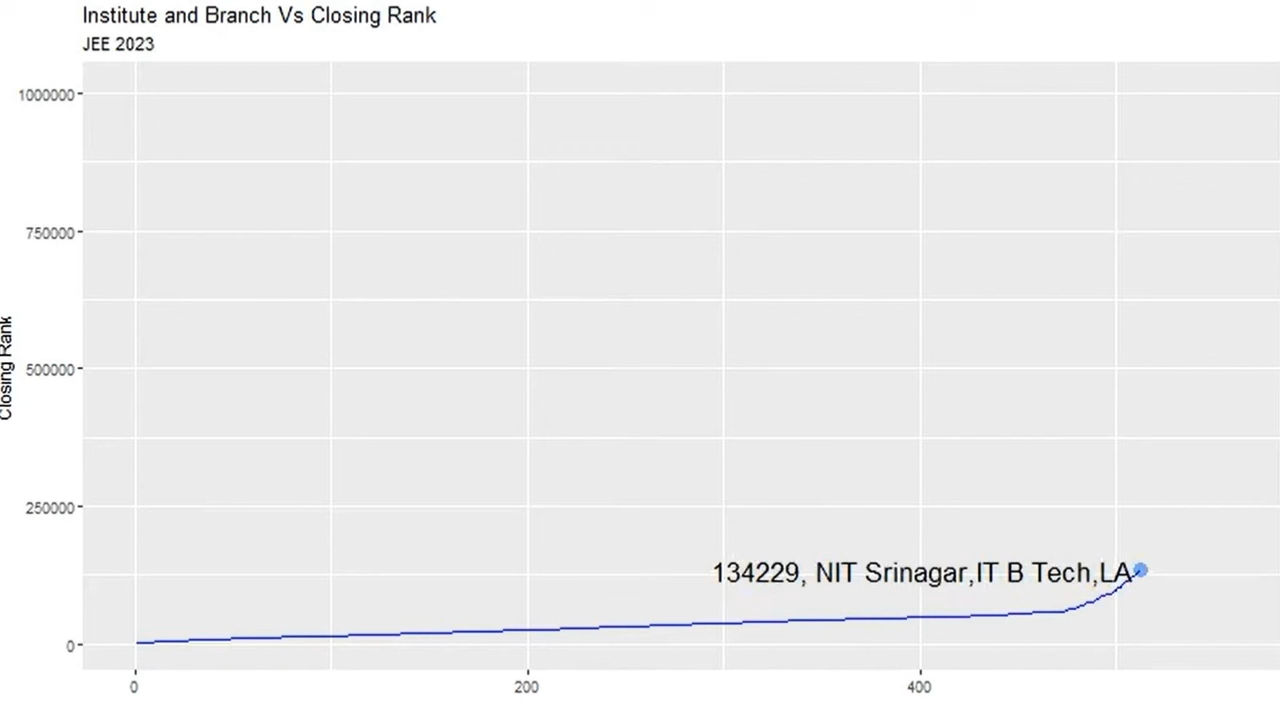 Institute and Branch Vs Closing Rank
JEE 2023
1000000
750000
500000
250000
0
Closing Rank
134229, NIT Srinagar,IT B Tech,LA
0
200
400